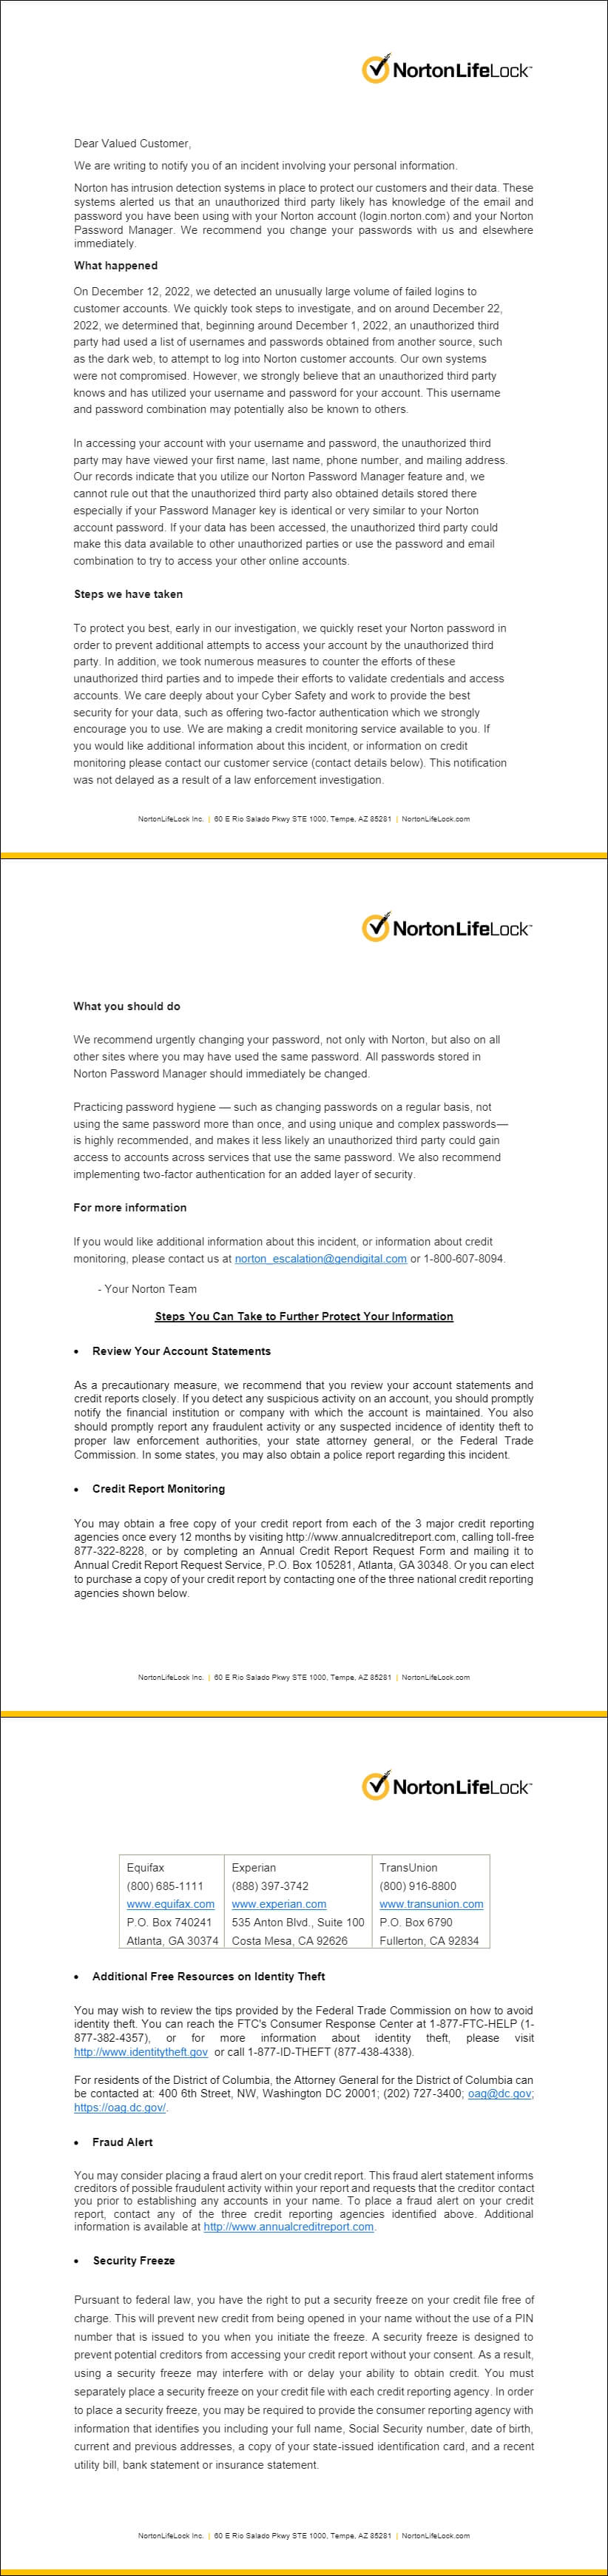 NortonLifeLock™
Dear Valued Customer,
We are writing to notify you of an incident involving your personal information.
Norton has intrusion detection systems in place to protect our customers and their data. These
systems alerted us that an unauthorized third party likely has knowledge of the email and
password you have been using with your Norton account (login.norton.com) and your Norton
Password Manager. We recommend you change your passwords with us and elsewhere
immediately.
What happened
On December 12, 2022, we detected an unusually large volume of failed logins to
customer accounts. We quickly took steps to investigate, and on around December 22,
2022, we determined that, beginning around December 1, 2022, an unauthorized third
party had used a list of usernames and passwords obtained from another source, such
as the dark web, to attempt to log into Norton customer accounts. Our own systems
were not compromised. However, we strongly believe that an unauthorized third party
knows and has utilized your username and password for your account. This username
and password combination may potentially also be known to others.
In accessing your account with your username and password, the unauthorized third
party may have viewed your first name, last name, phone number, and mailing address.
Our records indicate that you utilize our Norton Password Manager feature and, we
cannot rule out that the unauthorized third party also obtained details stored there
especially if your Password Manager key is identical or very similar to your Norton
account password. If your data has been accessed, the unauthorized third party could
make this data available to other unauthorized parties or use the password and email
combination to try to access your other online accounts.
Steps we have taken
To protect you best, early in our investigation, we quickly reset your Norton password in
order to prevent additional attempts to access your account by the unauthorized third
party. In addition, we took numerous measures to counter the efforts of these
unauthorized third parties and to impede their efforts to validate credentials and access
accounts. We care deeply about your Cyber Safety and work to provide the best
security for your data, such as offering two-factor authentication which we strongly
encourage you to use. We are making a credit monitoring service available to you. If
you would like additional information about this incident, or information on credit
monitoring please contact our customer service (contact details below). This notification
was not delayed as a result of a law enforcement investigation.
NortonLifeLock Inc. | 60 E Rio Salado Pkwy STE 1000, Tempe, AZ 85281 | NortonLifeLock.com
NortonLifeLock™
What you should do
We recommend urgently changing your password, not only with Norton, but also on all
other sites where you may have used the same password. All passwords stored in
Norton Password Manager should immediately be changed.
Practicing password hygiene — such as changing passwords on a regular basis, not
using the same password more than once, and using unique and complex passwords—
is highly recommended, and makes it less likely an unauthorized third party could gain
access to accounts across services that use the same password. We also recommend
implementing two-factor authentication for an added layer of security.
For more information
If you would like additional information about this incident, or information about credit
monitoring, please contact us at norton_escalation@gendigital.com or 1-800-607-8094.
- Your Norton Team
Steps You Can Take to Further Protect Your Information
• Review Your Account Statements
As a precautionary measure, we recommend that you review your account statements and
credit reports closely. If you detect any suspicious activity on an account, you should promptly
notify the financial institution or company with which the account is maintained. You also
should promptly report any fraudulent activity or any suspected incidence of identity theft to
proper law enforcement authorities, your state attorney general, or the Federal Trade
Commission. In some states, you may also obtain a police report regarding this incident.
• Credit Report Monitoring
You may obtain a free copy of your credit report from each of the 3 major credit reporting
agencies once every 12 months by visiting http://www.annualcreditreport.com, calling toll-free
877-322-8228, or by completing an Annual Credit Report Request Form and mailing it to
Annual Credit Report Request Service, P.O. Box 105281, Atlanta, GA 30348. Or you can elect
to purchase a copy of your credit report by contacting one of the three national credit reporting
agencies shown below.
NortonLifeLock Inc. | 60 E Rio Salado Pkwy STE 1000, Tempe, AZ 85281 | NortonLifeLock.com
NortonLifeLock™
Equifax Experian TransUnion
(800) 685-1111 (888) 397-3742 (800) 916-8800
www.equifax.com www.experian.com www.transunion.com
P.O. Box 740241 535 Anton Blvd., Suite 100 P.O. Box 6790
Atlanta, GA 30374 Costa Mesa, CA 92626 Fullerton, CA 92834
• Additional Free Resources on Identity Theft
You may wish to review the tips provided by the Federal Trade Commission on how to avoid
identity theft. You can reach the FTC's Consumer Response Center at 1-877-FTC-HELP (1-
877-382-4357), or for more information about identity theft, please visit
http://www.identitytheft.gov or call 1-877-ID-THEFT (877-438-4338).
For residents of the District of Columbia, the Attorney General for the District of Columbia can
be contacted at: 400 6th Street, NW, Washington DC 20001; (202) 727-3400; oag@dc.gov;
https://oag.dc.gov/.
• Fraud Alert
You may consider placing a fraud alert on your credit report. This fraud alert statement informs
creditors of possible fraudulent activity within your report and requests that the creditor contact
you prior to establishing any accounts in your name. To place a fraud alert on your credit
report, contact any of the three credit reporting agencies identified above. Additional
information is available at http://www.annualcreditreport.com.
• Security Freeze
Pursuant to federal law, you have the right to put a security freeze on your credit file free of
charge. This will prevent new credit from being opened in your name without the use of a PIN
number that is issued to you when you initiate the freeze. A security freeze is designed to
prevent potential creditors from accessing your credit report without your consent. As a result,
using a security freeze may interfere with or delay your ability to obtain credit. You must
separately place a security freeze on your credit file with each credit reporting agency. In order
to place a security freeze, you may be required to provide the consumer reporting agency with
information that identifies you including your full name, Social Security number, date of birth,
current and previous addresses, a copy of your state-issued identification card, and a recent
utility bill, bank statement or insurance statement.
NortonLifeLock Inc. | 60 E Rio Salado Pkwy STE 1000, Tempe, AZ 85281 | NortonLifeLock.com